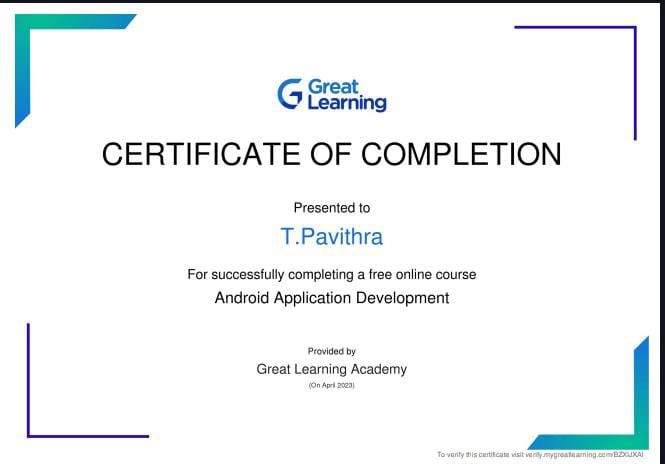 Great
Learning
CERTIFICATE OF COMPLETION
Presented to
T.Pavithra
For successfully completing a free online course
Android Application Development
Provided by
Great Learning Academy
(On April 2023)
To verify this certificate visit verify.mygreatlearning.com/BZXIJXAI